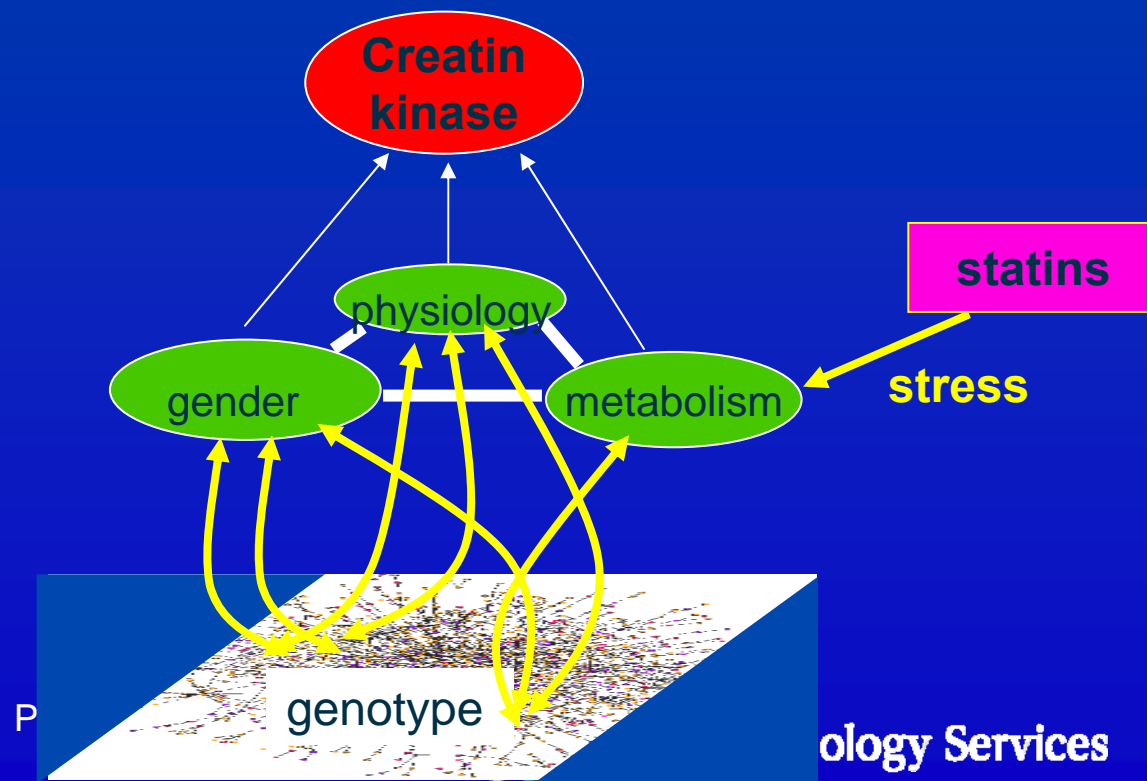 Creatin
kinase
statins
physiology
stress
gender
metabolism
genotype
P
ology Services